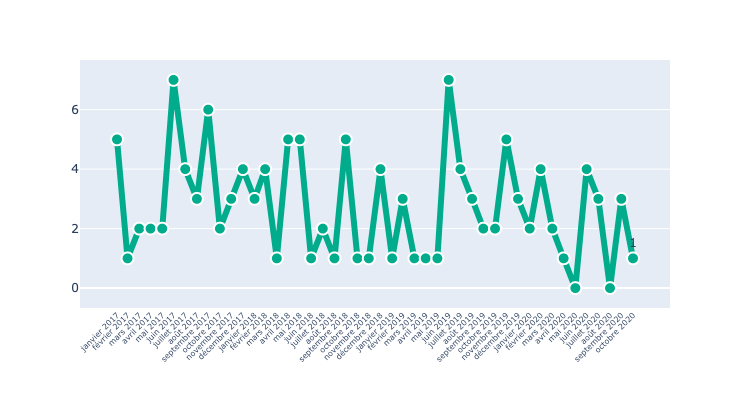 6
4
2
0
1
janvier 2017
février 2017
mars 2017
avril 2017
mai 2017
juin 2017
juillet 2017
août 2017
septembre 2017
octobre 2017
novembre 2017
décembre 2017
janvier 2018
février 2018
mars 2018
avril 2018
mai 2018
juin 2018
juillet 2018
août 2018
septembre 2018
octobre 2018
novembre 2018
décembre 2018
janvier 2019
février 2019
mars 2019
avril 2019
mai 2019
juin 2019
juillet 2019
août 2019
septembre 2019
octobre 2019
novembre 2019
décembre 2019
janvier 2020
février 2020
mars 2020
avril 2020
mai 2020
juin 2020
juillet 2020
août 2020
septembre 2020
octobre 2020